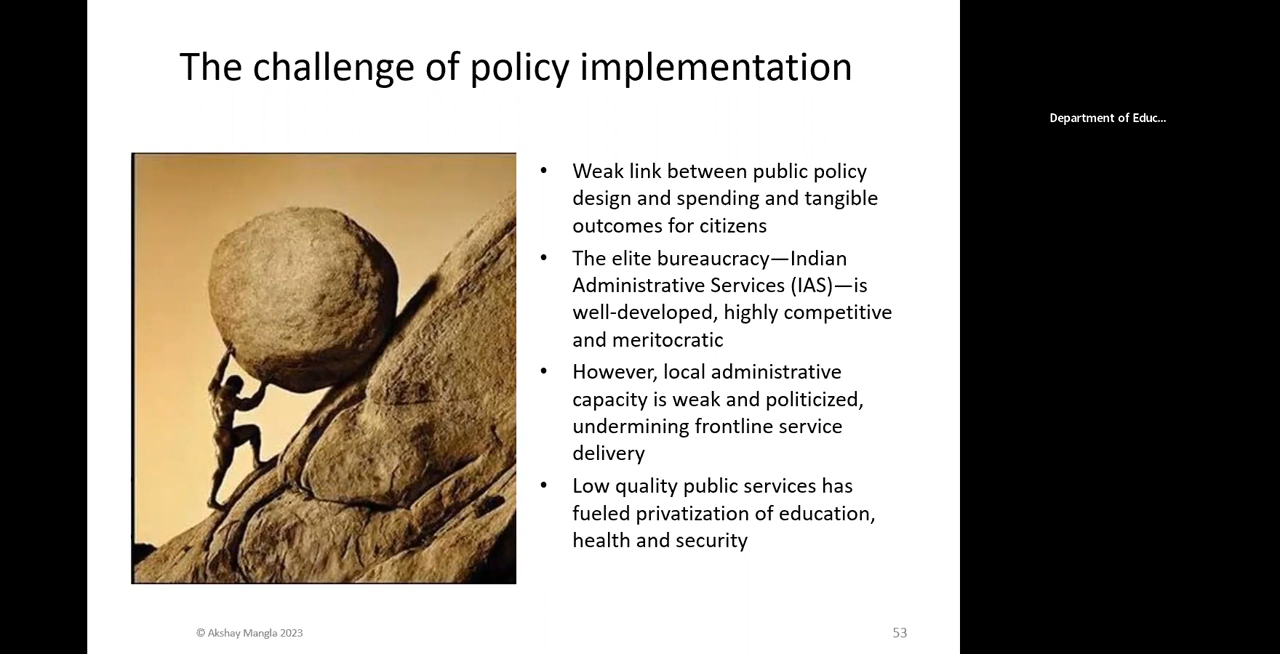 The challenge of policy implementation
Department of Educ...
• Weak link between public policy
design and spending and tangible
outcomes for citizens
• The elite bureaucracy—Indian
Administrative Services (IAS)—is
well-developed, highly competitive
and meritocratic
• However, local administrative
capacity is weak and politicized,
undermining frontline service
delivery
• Low quality public services has
fueled privatization of education,
health and security
© Akshay Mangla 2023
53